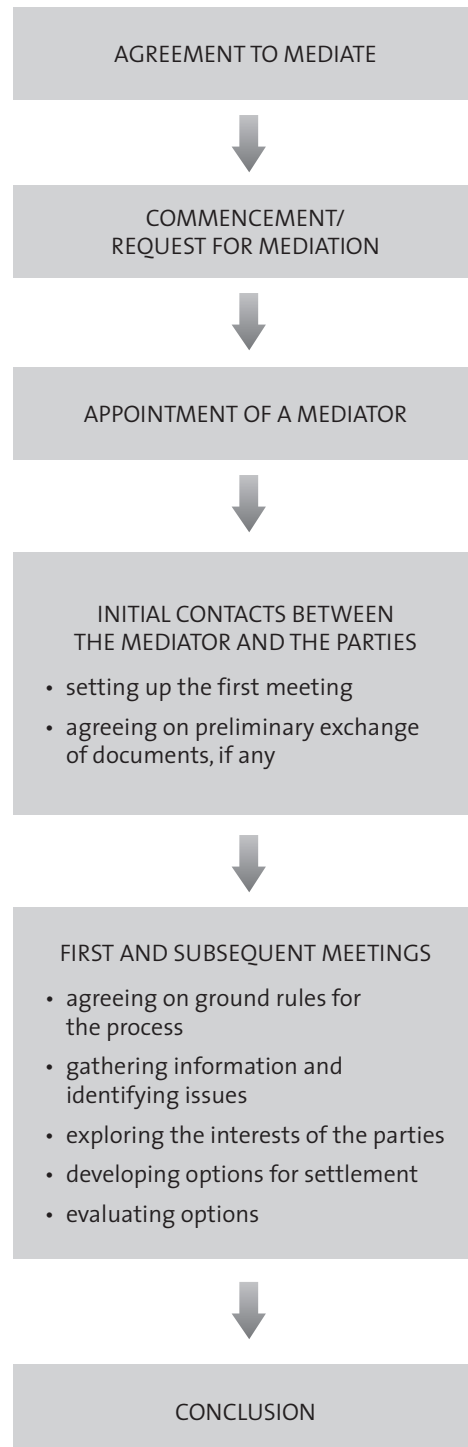 AGREEMENT TO MEDIATE
COMMENCEMENT/
REQUEST FOR MEDIATION
APPOINTMENT OF A MEDIATOR
INITIAL CONTACTS BETWEEN
THE MEDIATOR AND THE PARTIES
• setting up the first meeting
• agreeing on preliminary exchange
of documents, if any
FIRST AND SUBSEQUENT MEETINGS
• agreeing on ground rules for
the process
• gathering information and
identifying issues
• exploring the interests of the parties
• developing options for settlement
• evaluating options
CONCLUSION